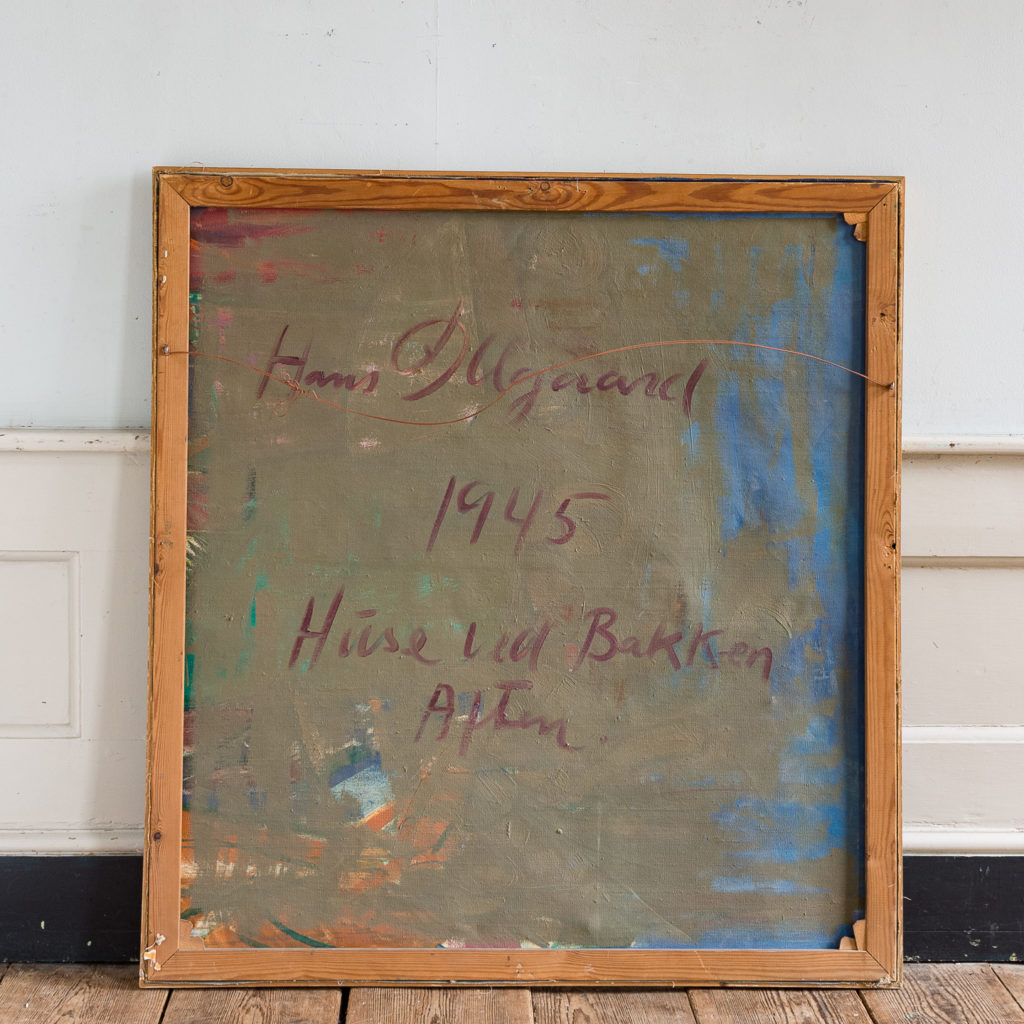 Hans Øllgaard
1945
Huse ved Bakken
Aften.